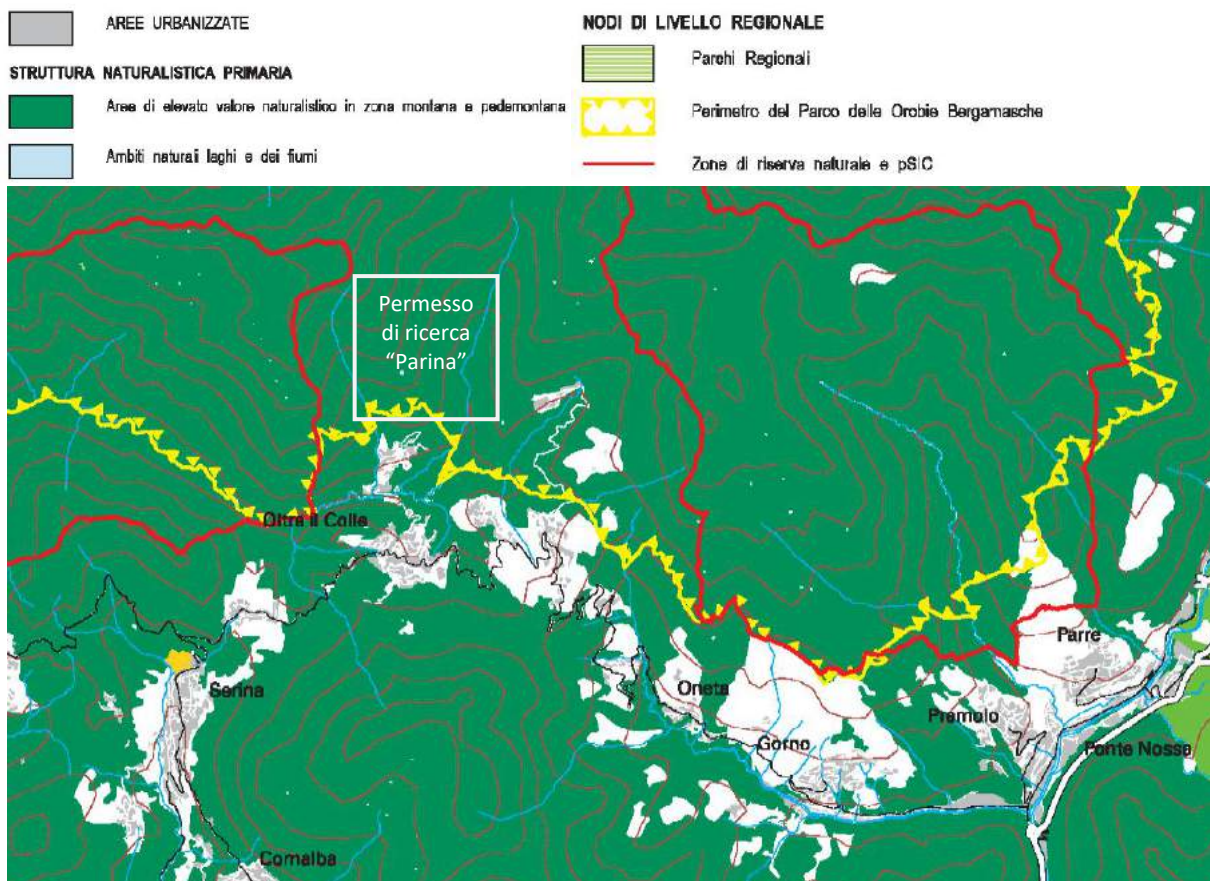 AREE URBANIZZATE
STRUTTURA NATURALISTICA PRIMARIA
Aree di elevato valore naturalistico in zona montana e pedemontana
Ambiti naturali laghi e dei fiumi
NODI DI LIVELLO REGIONALE
Parchi Regionali
Perimetro del Parco delle Orobie Bergamasche
Zone di riserva naturale e pSIC
Permesso
di ricerca
“Parina”
Oltre il Colle
Serina
Oneta
Gorno
Parre
Premolo
Ponte Nossa
Cornalba